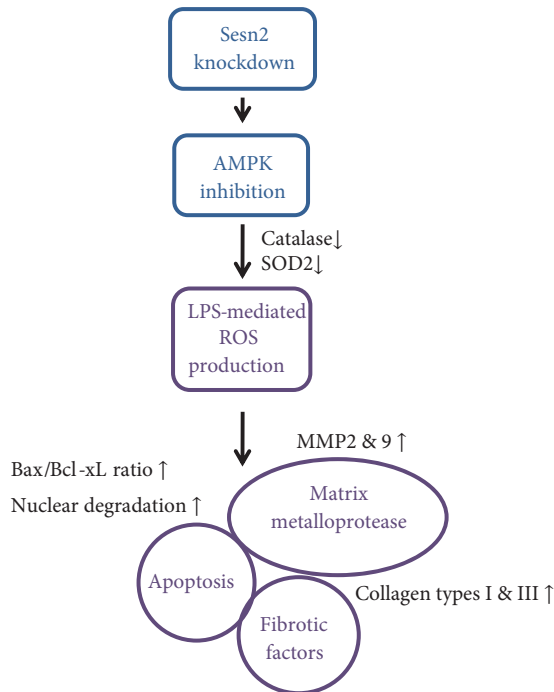 Sesn2
knockdown
AMPK
inhibition
Catalase↓
SOD2↓
LPS-mediated
ROS
production
MMP2 & 9 ↑
Bax/Bcl-xL ratio ↑
Nuclear degradation ↑
Matrix
metalloprotease
Apoptosis
Collagen types I & III ↑
Fibrotic
factors